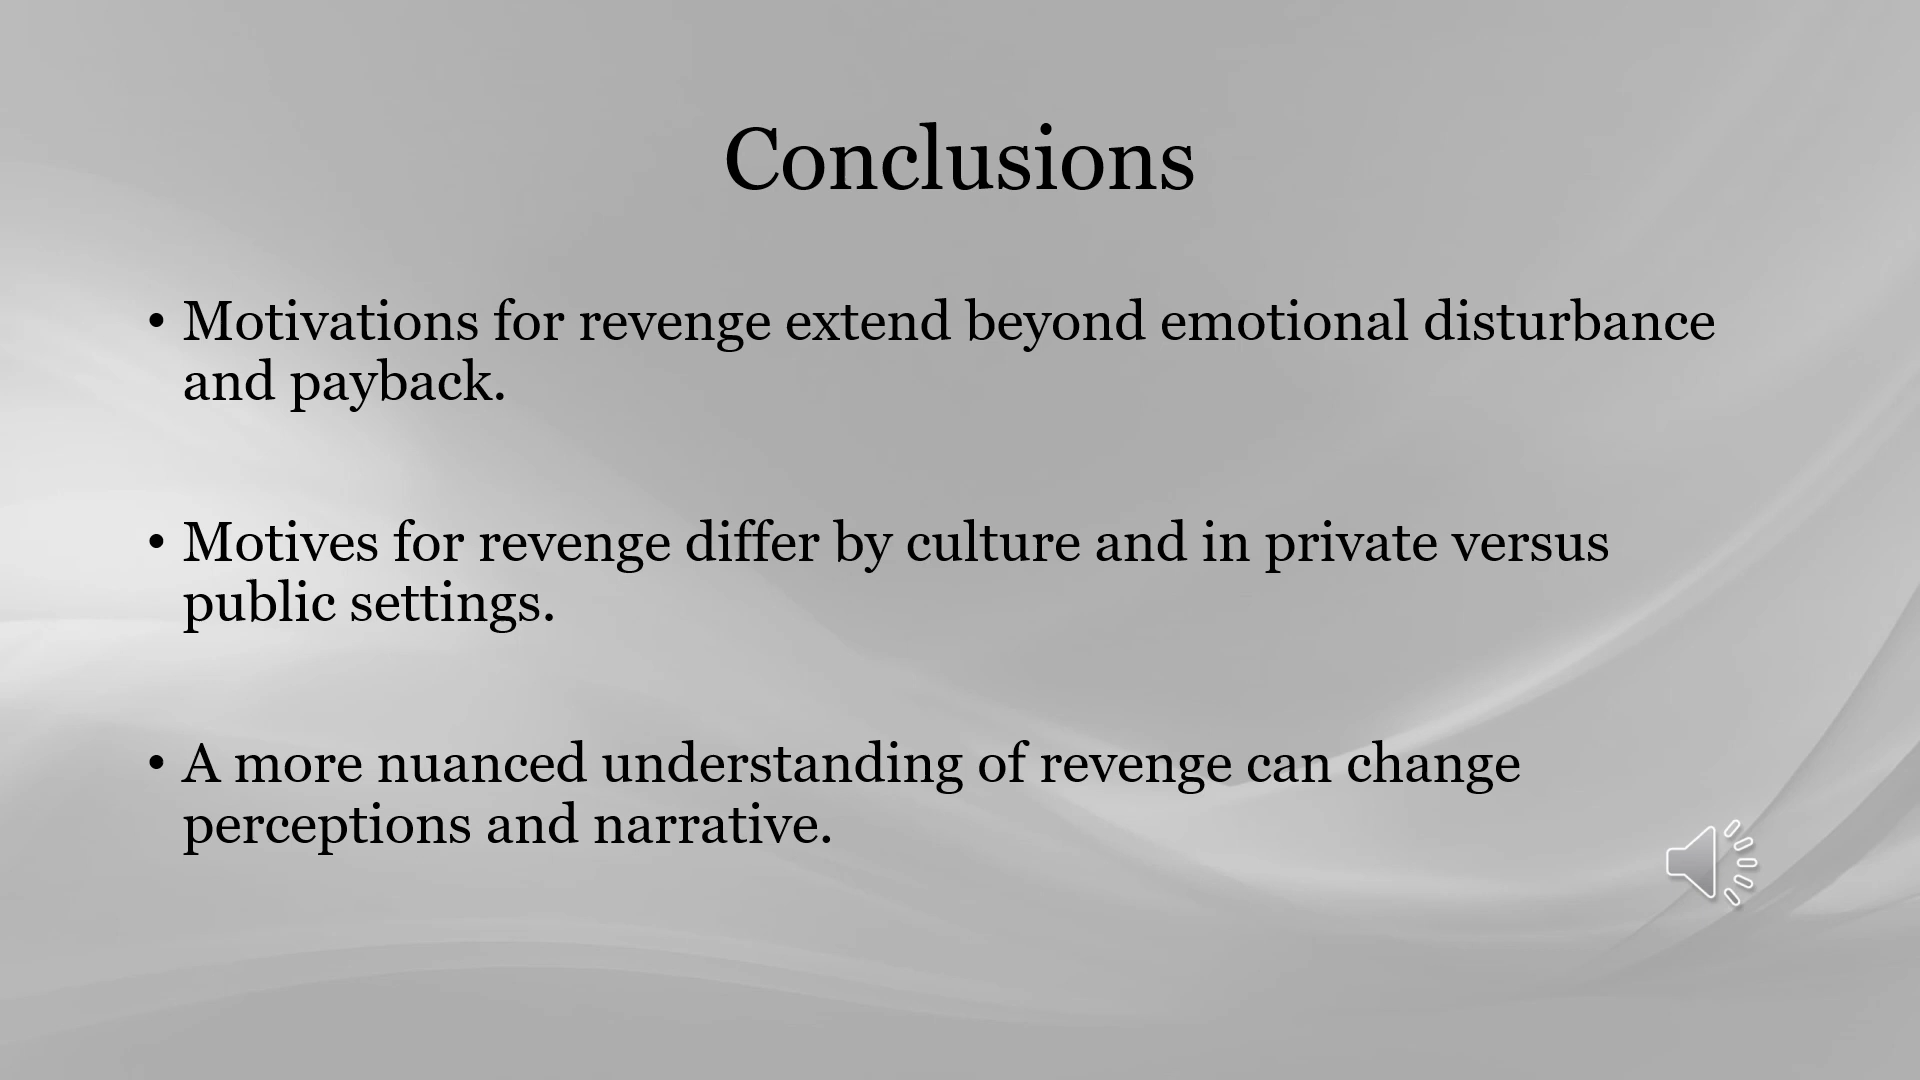 Conclusions
• Motivations for revenge extend beyond emotional disturbance
and payback.
• Motives for revenge differ by culture and in private versus
public settings.
• A more nuanced understanding of revenge can change
perceptions and narrative.